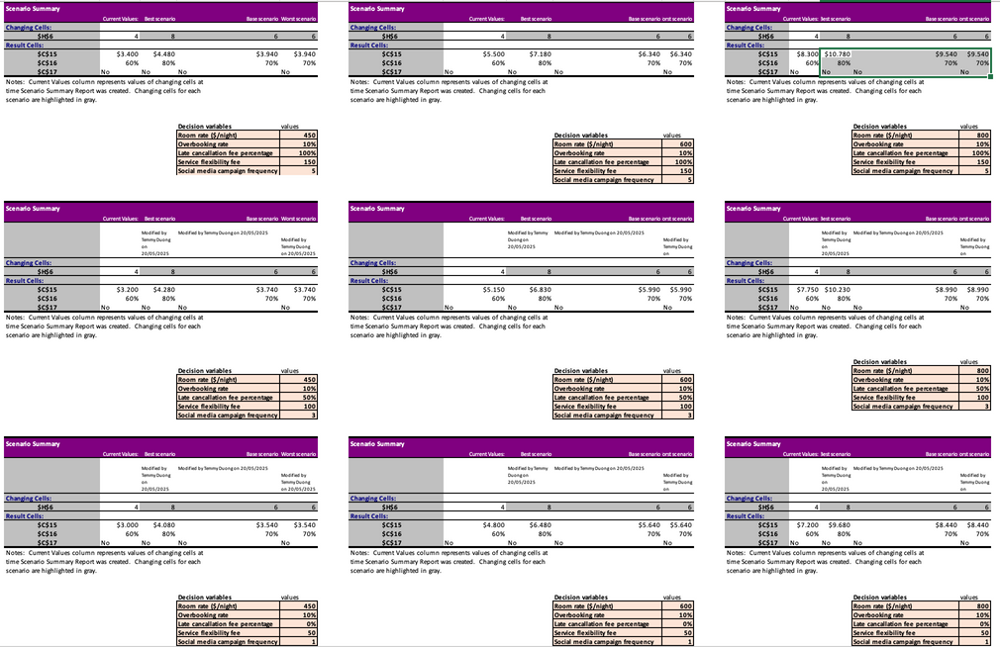 Scenario Summary
Current Values: Best scenario Base scenario Worst scenario
Changing Cells:
$H$6 4 8 6 6
Result Cells:
$C$15 $3.400 $4.480 $3.940 $3.940
$C$16 60% 80% 70% 70%
$C$17 No No No
Notes: Current Values column represents values of changing cells at
time Scenario Summary Report was created. Changing cells for each
scenario are highlighted in gray.
Decision variables values
Room rate ($/night) 450
Overbooking rate 10%
Late cancallation fee percentage 100%
Service flexibility fee 150
Social media campaign frequency 5
Scenario Summary
Current Values: Best scenario Base scenario orst scenario
Changing Cells:
$H$6 4 8 6 6
Result Cells:
$C$15 $5.500 $7.180 $6.340 $6.340
$C$16 60% 80% 70% 70%
$C$17 No No No
Notes: Current Values column represents values of changing cells at
time Scenario Summary Report was created. Changing cells for each
scenario are highlighted in gray.
Decision variables values
Room rate ($/night) 600
Overbooking rate 10%
Late cancallation fee percentage 100%
Service flexibility fee 150
Social media campaign frequency 5
Scenario Summary
Current Values: Best scenario Base scenario orst scenario
Changing Cells:
$H$6 4 8 6 6
Result Cells:
$C$15 $8.300 $10.780 $9.540 $9.540
$C$16 60% 80% 70% 70%
$C$17 No No No No
Notes: Current Values column represents values of changing cells at
time Scenario Summary Report was created. Changing cells for each
scenario are highlighted in gray.
Decision variables values
Room rate ($/night) 800
Overbooking rate 10%
Late cancallation fee percentage 100%
Service flexibility fee 150
Social media campaign frequency 5
Scenario Summary
Current Values: Best scenario Base scenario Worst scenario
Modified by Modified by Temmy Duong on 20/05/2025
Temmy Duong Modified by
on Temmy Duong
20/05/2025 on 20/05/2025
Changing Cells:
$H$6 4 8 6 6
Result Cells:
$C$15 $3.200 $4.280 $3.740 $3.740
$C$16 60% 80% 70% 70%
$C$17 No No No No
Notes: Current Values column represents values of changing cells at
time Scenario Summary Report was created. Changing cells for each
scenario are highlighted in gray.
Decision variables values
Room rate ($/night) 450
Overbooking rate 10%
Late cancallation fee percentage 50%
Service flexibility fee 100
Social media campaign frequency 3
Scenario Summary
Current Values: Best scenario Base scenario orst scenario
Modified by Temmy Modified by Temmy Duong on 20/05/2025
Duong on Modified by
20/05/2025 Temmy Duong
on
Changing Cells:
$H$6 4 8 6 6
Result Cells:
$C$15 $5.150 $6.830 $5.990 $5.990
$C$16 60% 80% 70% 70%
$C$17 No No No No
Notes: Current Values column represents values of changing cells at
time Scenario Summary Report was created. Changing cells for each
scenario are highlighted in gray.
Decision variables values
Room rate ($/night) 600
Overbooking rate 10%
Late cancallation fee percentage 50%
Service flexibility fee 100
Social media campaign frequency 3
Scenario Summary
Current Values: Best scenario Base scenario orst scenario
Modified by Modified by Temmy Duong on 20/05/2025
Temmy Duong Modified by
on Temmy Duong
20/05/2025 on
Changing Cells:
$H$6 4 8 6 6
Result Cells:
$C$15 $7.750 $10.230 $8.990 $8.990
$C$16 60% 80% 70% 70%
$C$17 No No No No
Notes: Current Values column represents values of changing cells at
time Scenario Summary Report was created. Changing cells for each
scenario are highlighted in gray.
Decision variables values
Room rate ($/night) 800
Overbooking rate 10%
Late cancallation fee percentage 50%
Service flexibility fee 100
Social media campaign frequency 3
Scenario Summary
Current Values: Best scenario Base scenario Worst scenario
Modified by Modified by Temmy Duong on 20/05/2025
Temmy Duong Modified by
on Temmy Duong
20/05/2025 on 20/05/2025
Changing Cells:
$H$6 4 8 6 6
Result Cells:
$C$15 $3.000 $4.080 $3.540 $3.540
$C$16 60% 80% 70% 70%
$C$17 No No No No
Notes: Current Values column represents values of changing cells at
time Scenario Summary Report was created. Changing cells for each
scenario are highlighted in gray.
Decision variables values
Room rate ($/night) 450
Overbooking rate 10%
Late cancallation fee percentage 0%
Service flexibility fee 50
Social media campaign frequency 1
Scenario Summary
Current Values: Best scenario Base scenario orst scenario
Modified by Temmy Modified by Temmy Duong on 20/05/2025
Duong on Modified by
20/05/2025 Temmy Duong
on
Changing Cells:
$H$6 4 8 6 6
Result Cells:
$C$15 $4.800 $6.480 $5.640 $5.640
$C$16 60% 80% 70% 70%
$C$17 No No No No
Notes: Current Values column represents values of changing cells at
time Scenario Summary Report was created. Changing cells for each
scenario are highlighted in gray.
Decision variables values
Room rate ($/night) 600
Overbooking rate 10%
Late cancallation fee percentage 0%
Service flexibility fee 50
Social media campaign frequency 1
Scenario Summary
Current Values: Best scenario Base scenario orst scenario
Modified by Modified by Temmy Duong on 20/05/2025
Temmy Duong Modified by
on Temmy Duong
20/05/2025 on
Changing Cells:
$H$6 4 8 6 6
Result Cells:
$C$15 $7.200 $9.680 $8.440 $8.440
$C$16 60% 80% 70% 70%
$C$17 No No No No
Notes: Current Values column represents values of changing cells at
time Scenario Summary Report was created. Changing cells for each
scenario are highlighted in gray.
Decision variables values
Room rate ($/night) 800
Overbooking rate 10%
Late cancallation fee percentage 0%
Service flexibility fee 50
Social media campaign frequency 1